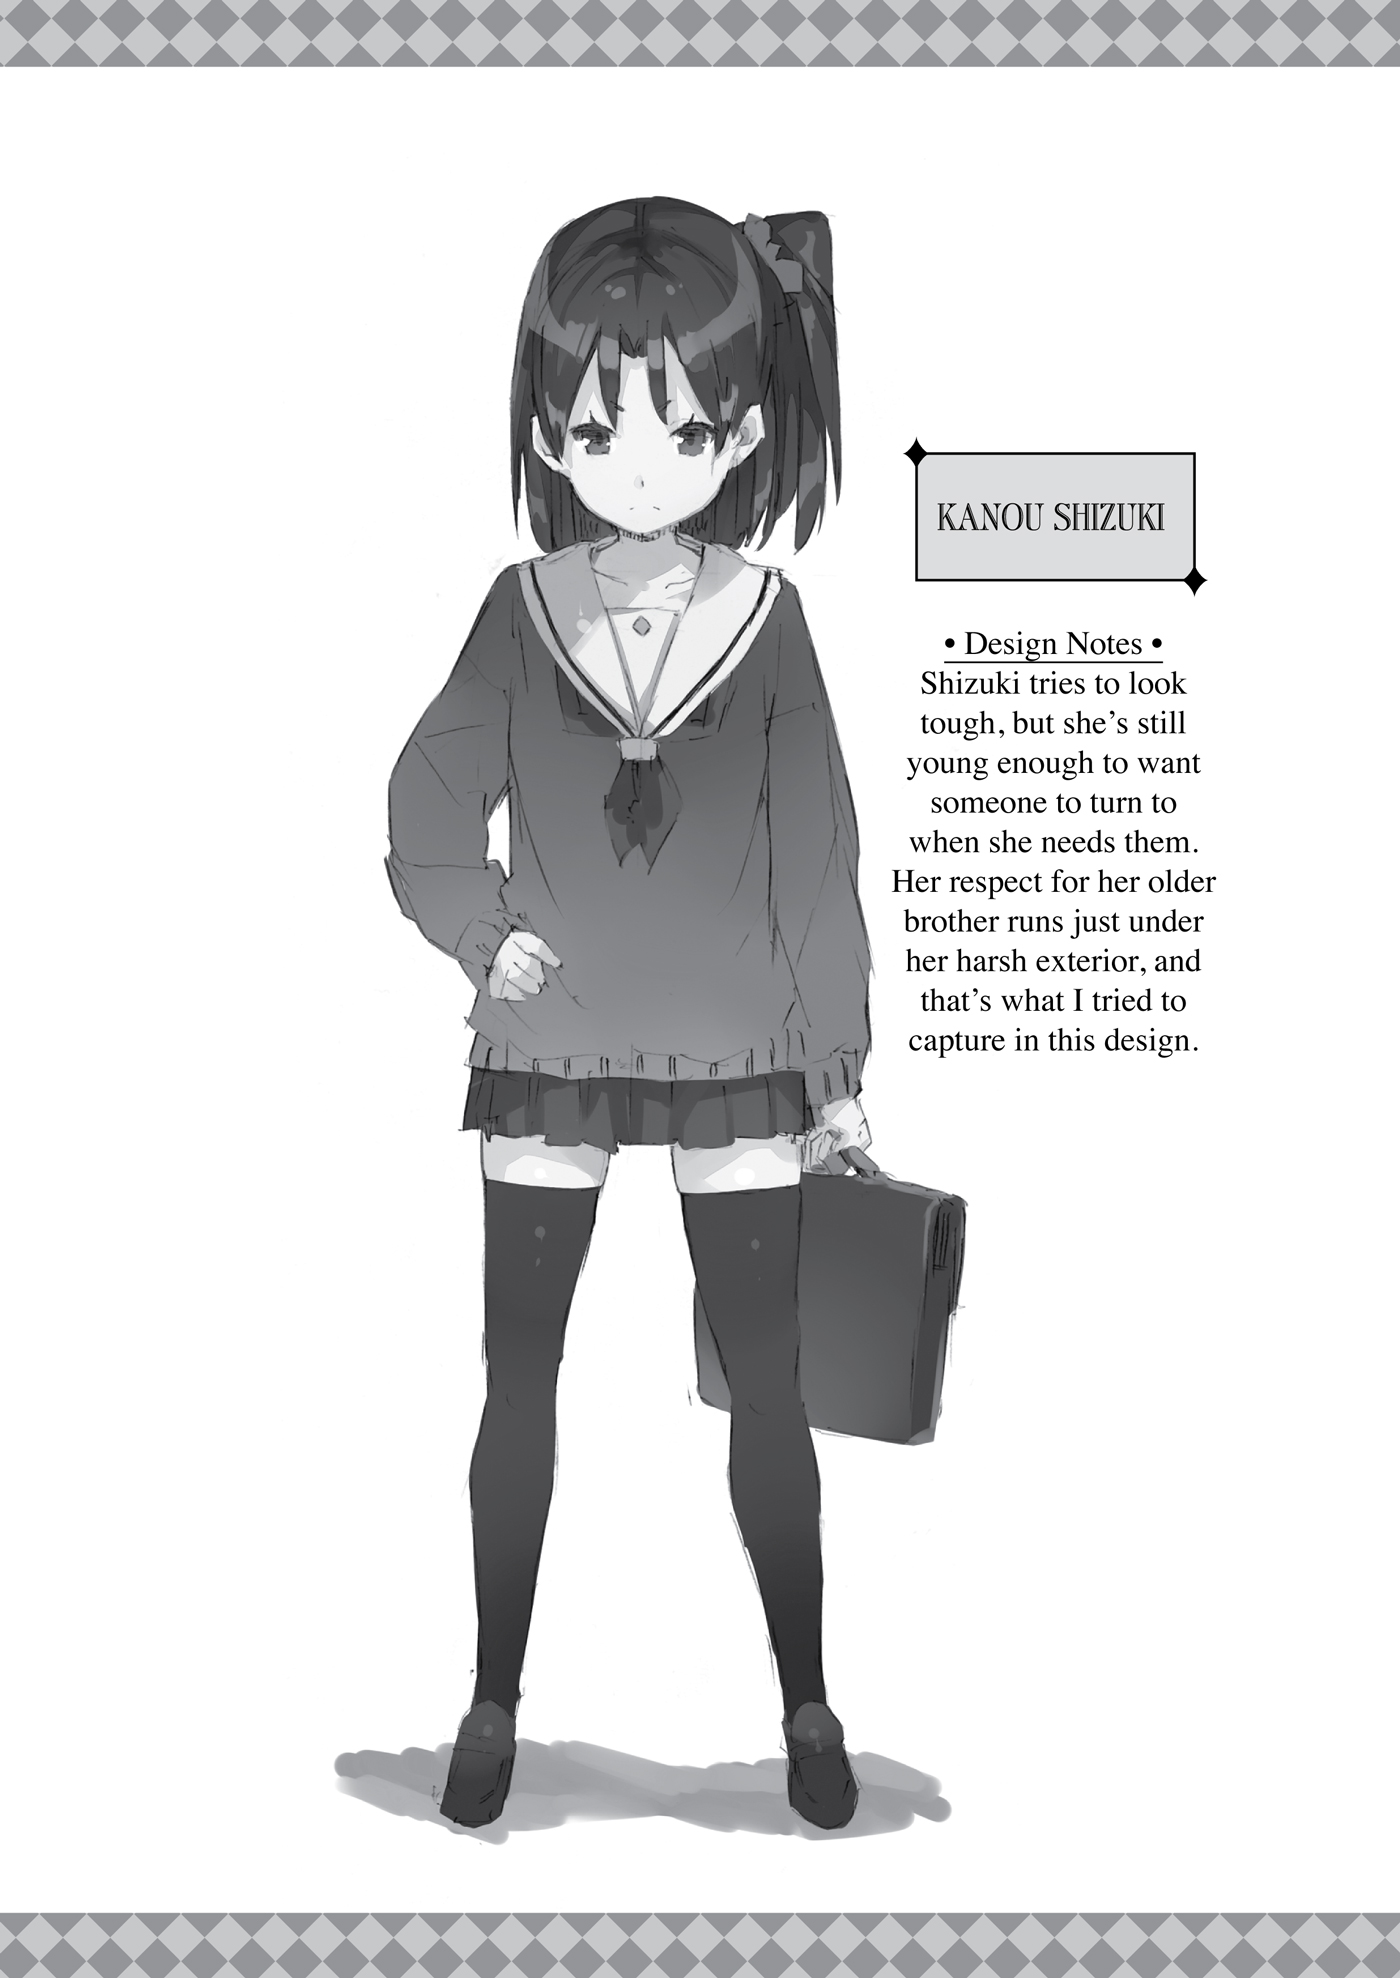 KANOU SHIZUKI
• Design Notes •
Shizuki tries to look
tough, but she’s still
young enough to want
someone to turn to
when she needs them.
Her respect for her older
brother runs just under
her harsh exterior, and
that’s what I tried to
capture in this design.